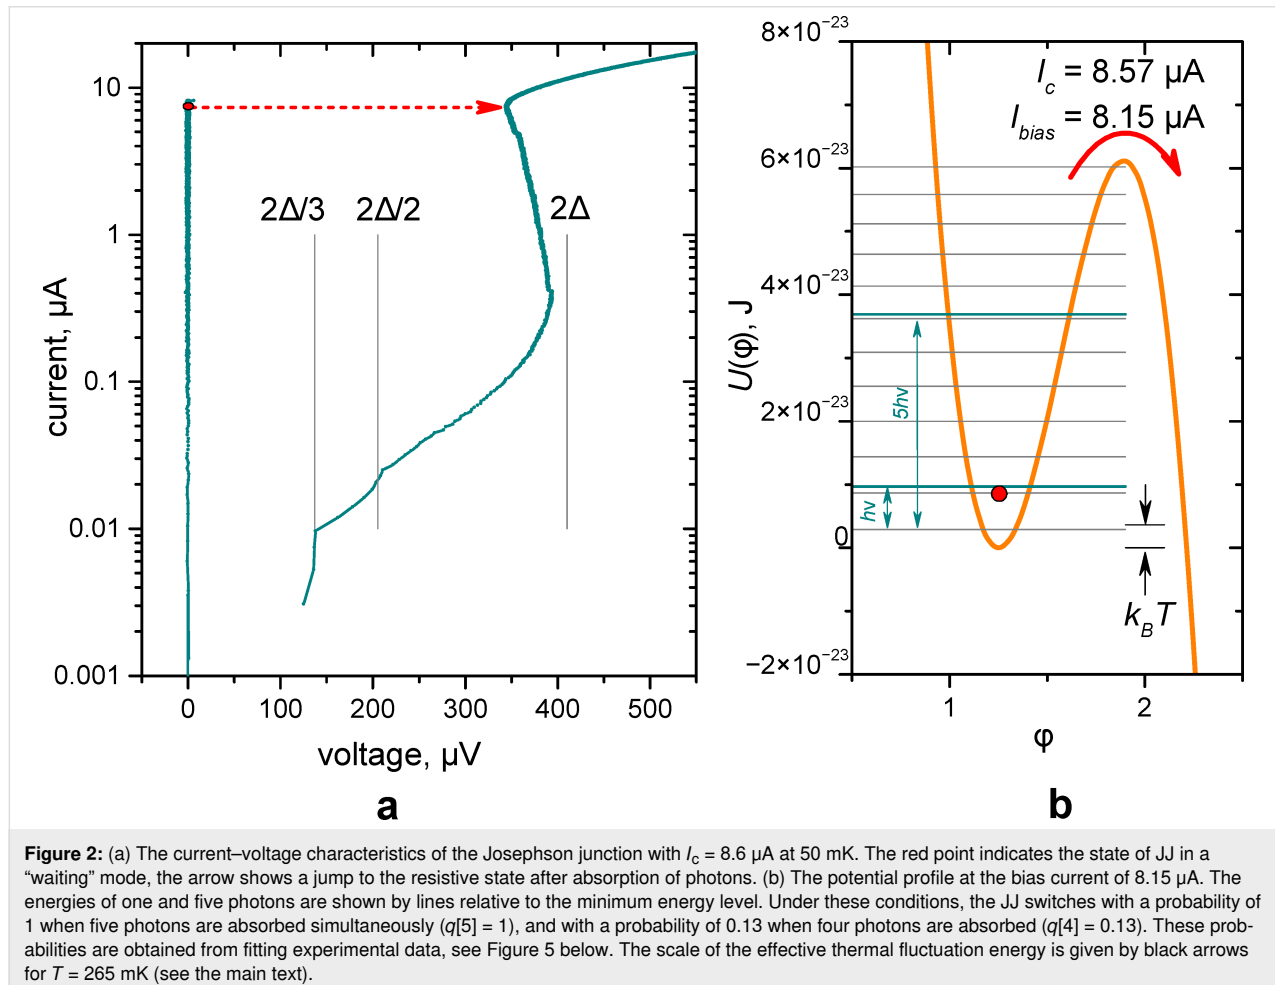 10
1
0.1
0.01
0.001
current, μA
2Δ/3
2Δ/2
2Δ
0
100
200
300
400
500
voltage, μV
a
8×10⁻²³
6×10⁻²³
4×10⁻²³
2×10⁻²³
0
−2×10⁻²³
U(φ), J
I_c = 8.57 μA
I_bias = 8.15 μA
5hν
hν
k_BT
1
2
φ
b
Figure 2: (a) The current–voltage characteristics of the Josephson junction with I_c = 8.6 μA at 50 mK. The red point indicates the state of JJ in a
“waiting” mode, the arrow shows a jump to the resistive state after absorption of photons. (b) The potential profile at the bias current of 8.15 μA. The
energies of one and five photons are shown by lines relative to the minimum energy level. Under these conditions, the JJ switches with a probability of
1 when five photons are absorbed simultaneously (q[5] = 1), and with a probability of 0.13 when four photons are absorbed (q[4] = 0.13). These prob-
abilities are obtained from fitting experimental data, see Figure 5 below. The scale of the effective thermal fluctuation energy is given by black arrows
for T = 265 mK (see the main text).